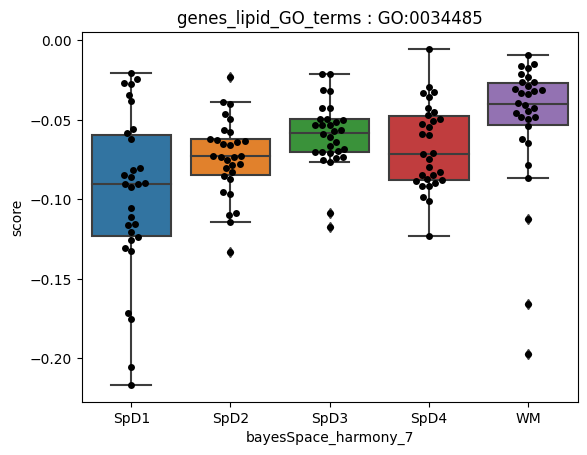 genes_lipid_GO_terms : GO:0034485
0.00
−0.05
−0.10
−0.15
−0.20
score
SpD1 SpD2 SpD3 SpD4 WM
bayesSpace_harmony_7